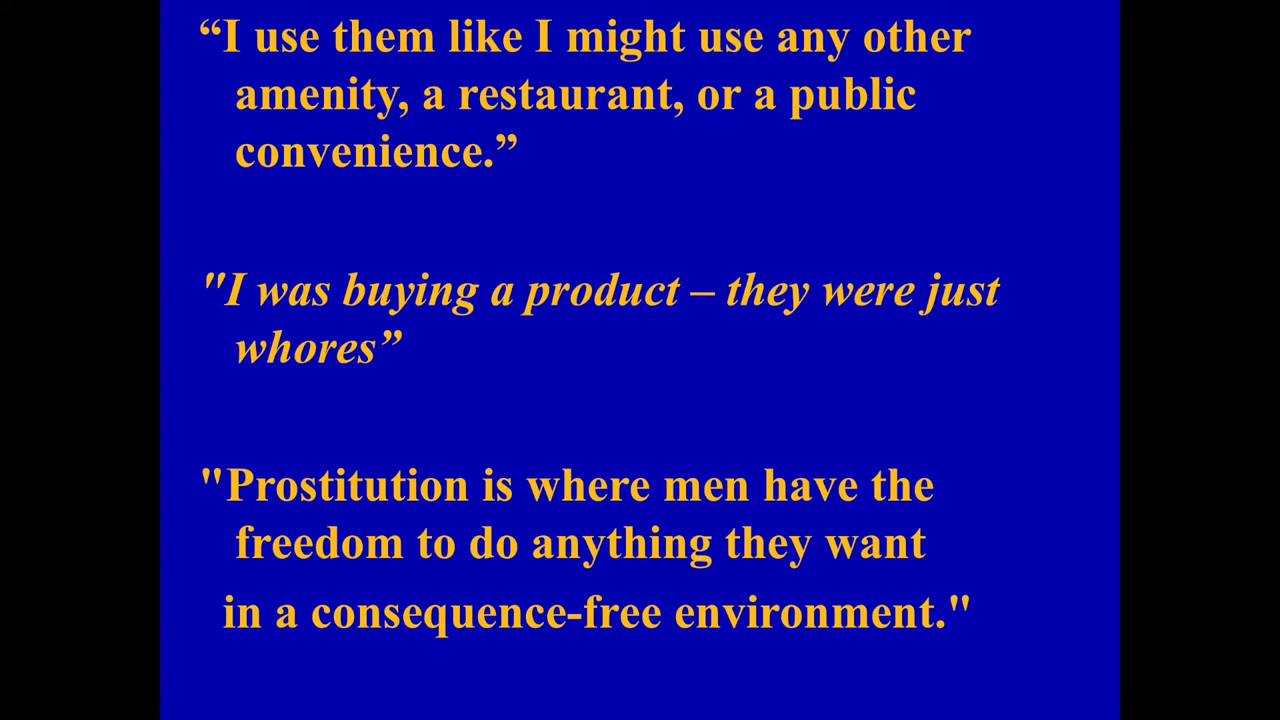 “I use them like I might use any other
amenity, a restaurant, or a public
convenience.”
"I was buying a product – they were just
whores”
"Prostitution is where men have the
freedom to do anything they want
in a consequence-free environment."